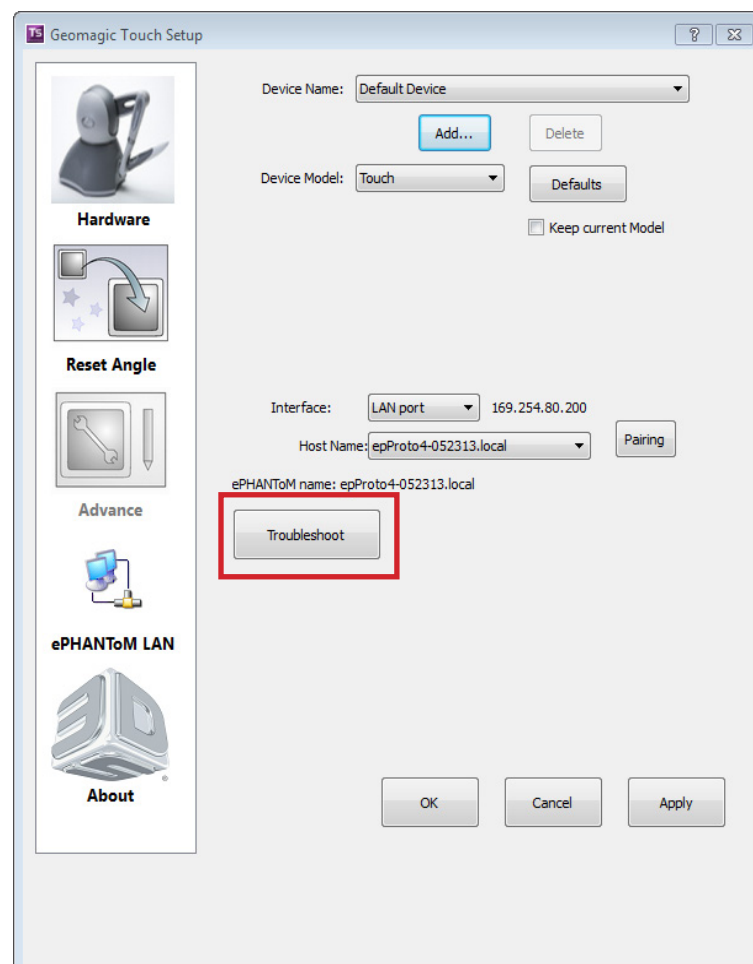 TS Geomagic Touch Setup
Device Name: Default Device
Add... Delete
Device Model: Touch Defaults
Keep current Model
Hardware
Reset Angle
Interface: LAN port 169.254.80.200
Host Name: epProto4-052313.local Pairing
ePHANToM name: epProto4-052313.local
Troubleshoot
Advance
ePHANToM LAN
3DS
®
About
OK Cancel Apply